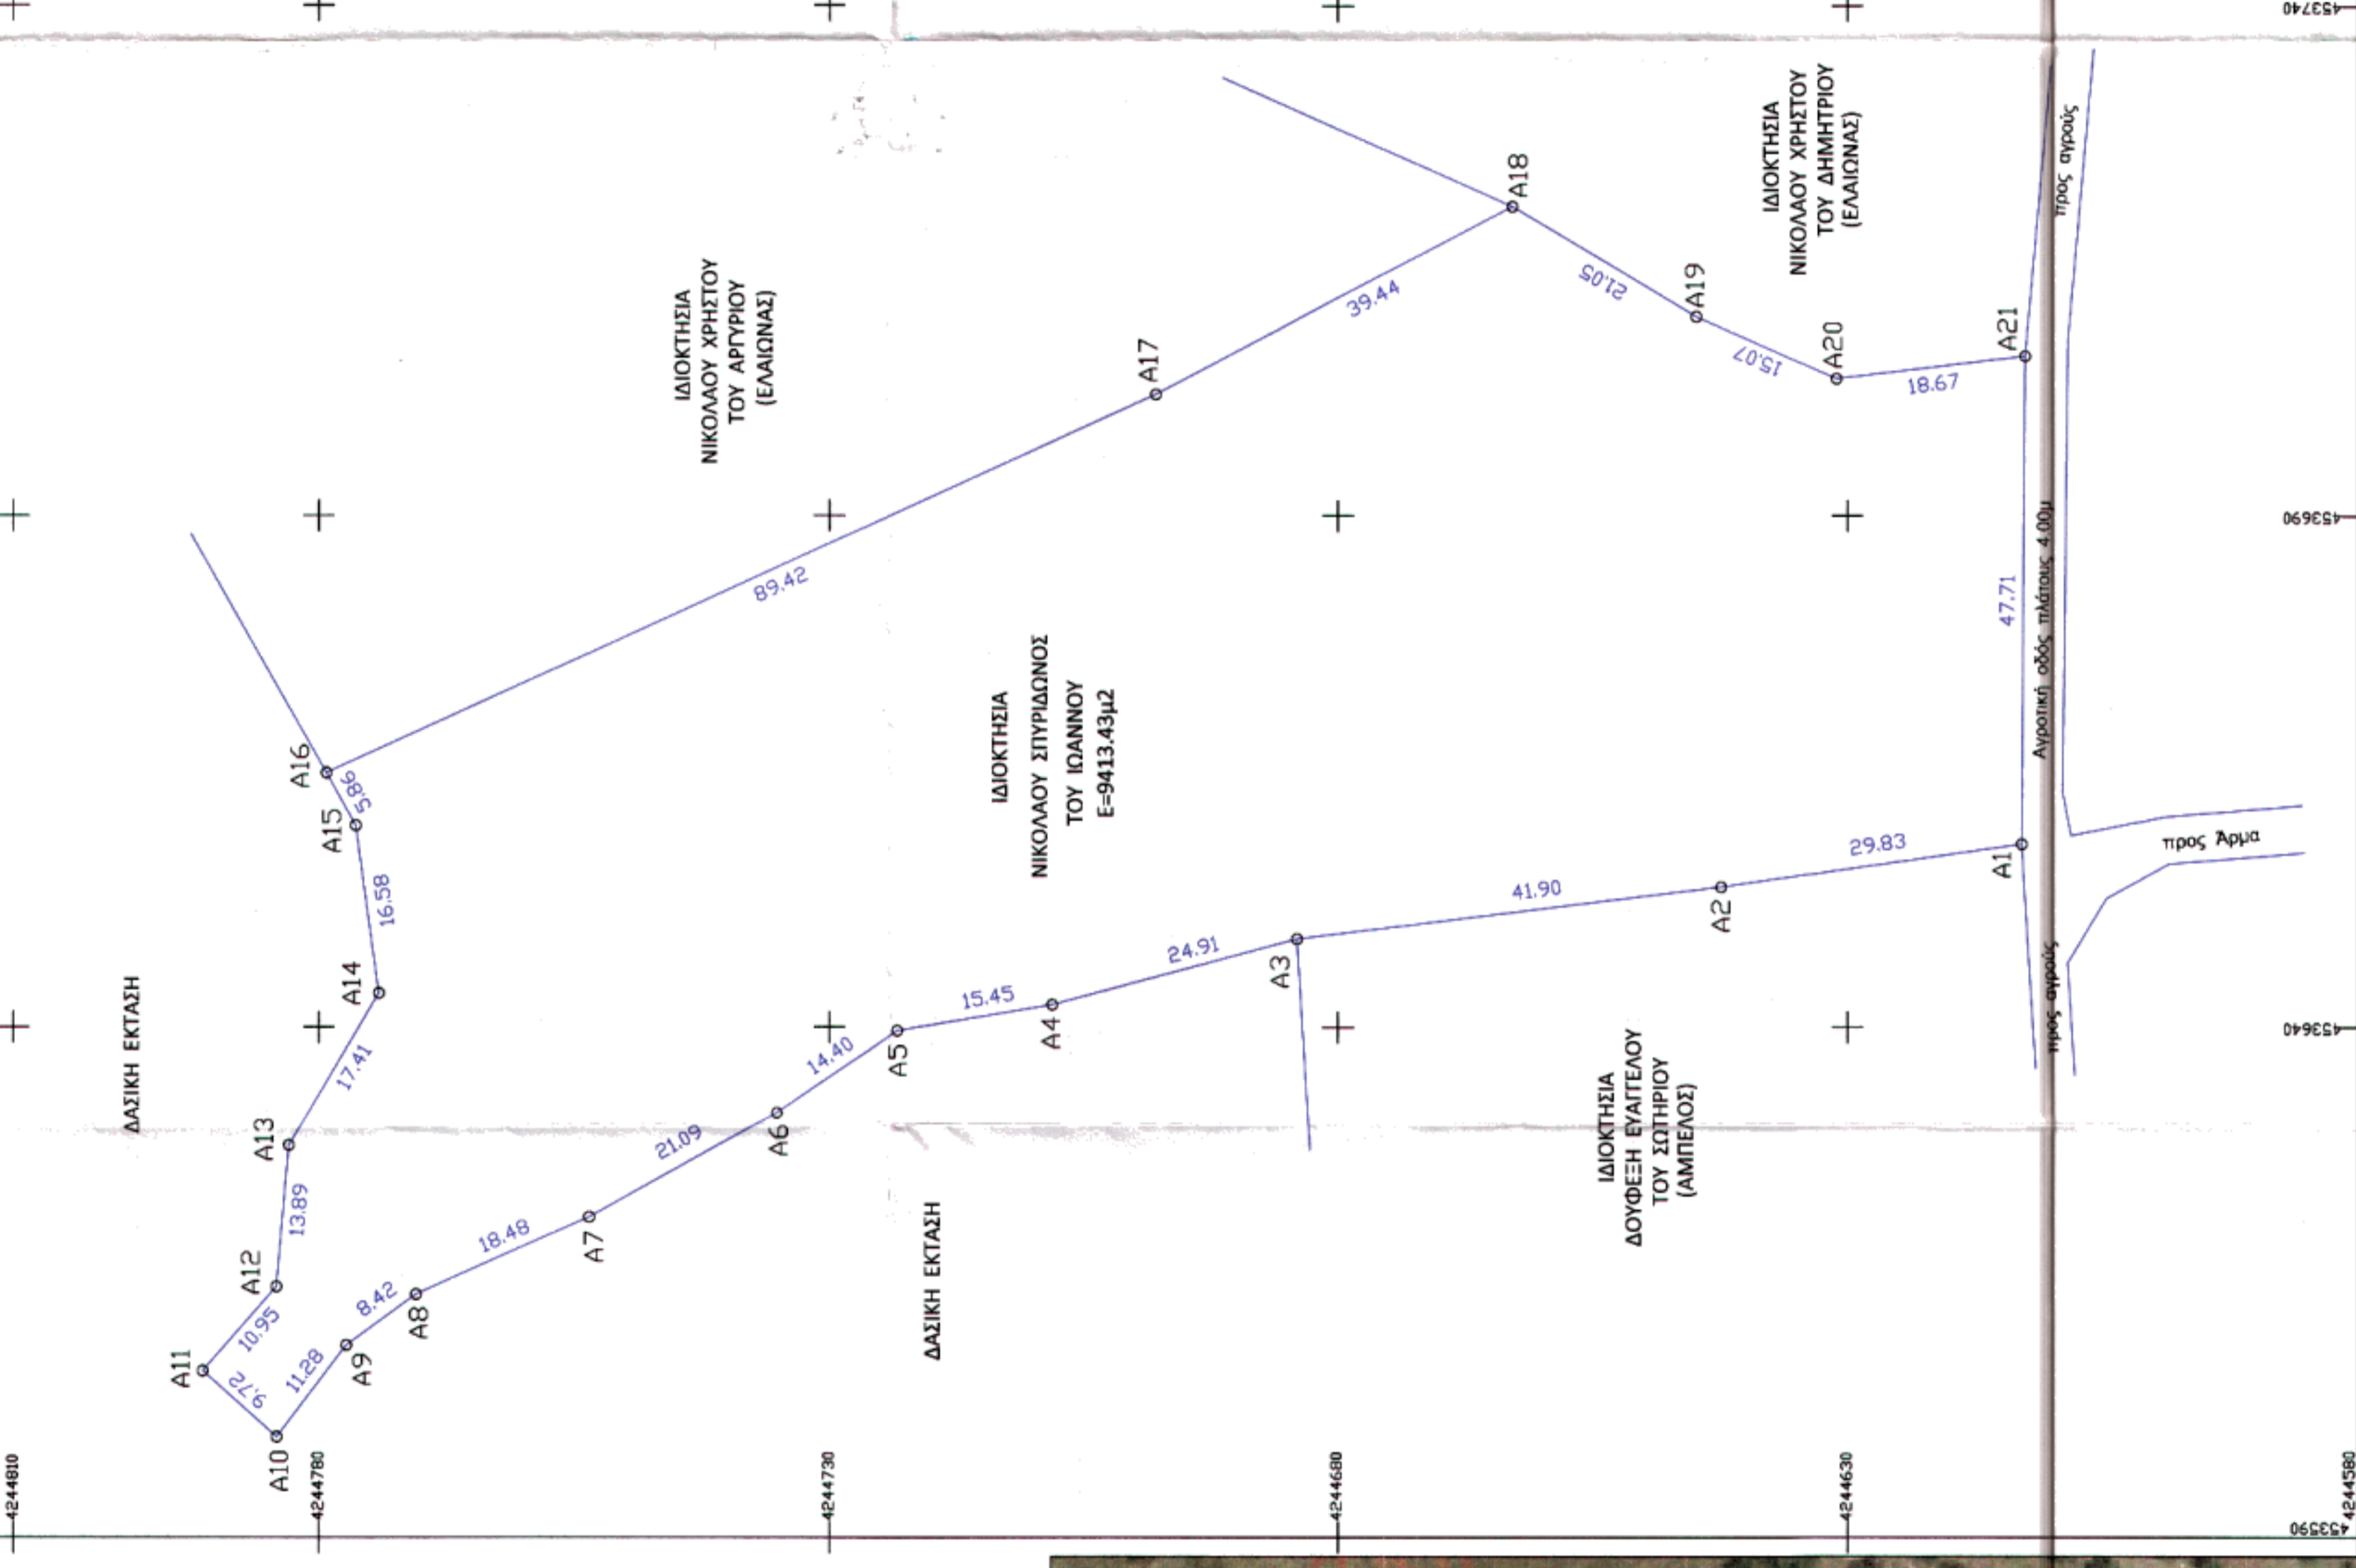 4244810
4244780
4244730
4244680
4244630
4244580
453740
453690
453640
453590
ΔΑΣΙΚΗ ΕΚΤΑΣΗ
ΙΔΙΟΚΤΗΣΙΑ
ΝΙΚΟΛΑΟΥ ΧΡΗΣΤΟΥ
ΤΟΥ ΑΡΓΥΡΙΟΥ
(ΕΛΑΙΩΝΑΣ)
ΙΔΙΟΚΤΗΣΙΑ
ΝΙΚΟΛΑΟΥ ΣΠΥΡΙΔΩΝΟΣ
ΤΟΥ ΙΩΑΝΝΟΥ
Ε=9413.43μ2
ΔΑΣΙΚΗ ΕΚΤΑΣΗ
ΙΔΙΟΚΤΗΣΙΑ
ΔΟΥΦΕΞΗ ΕΥΑΓΓΕΛΟΥ
ΤΟΥ ΣΩΤΗΡΙΟΥ
(ΑΜΠΕΛΟΣ)
ΙΔΙΟΚΤΗΣΙΑ
ΝΙΚΟΛΑΟΥ ΧΡΗΣΤΟΥ
ΤΟΥ ΔΗΜΗΤΡΙΟΥ
(ΕΛΑΙΩΝΑΣ)
Αγροτική οδός πλάτους 4.00μ
προς αγρούς
προς αγρούς
προς Άρμα
A1
A2
A3
A4
A5
A6
A7
A8
A9
A10
A11
A12
A13
A14
A15
A16
A17
A18
A19
A20
A21
29.83
41.90
24.91
15.45
14.40
21.09
18.48
8.42
11.28
9.72
10.95
13.89
17.41
16.58
5.86
89.42
39.44
21.05
15.07
18.67
47.71